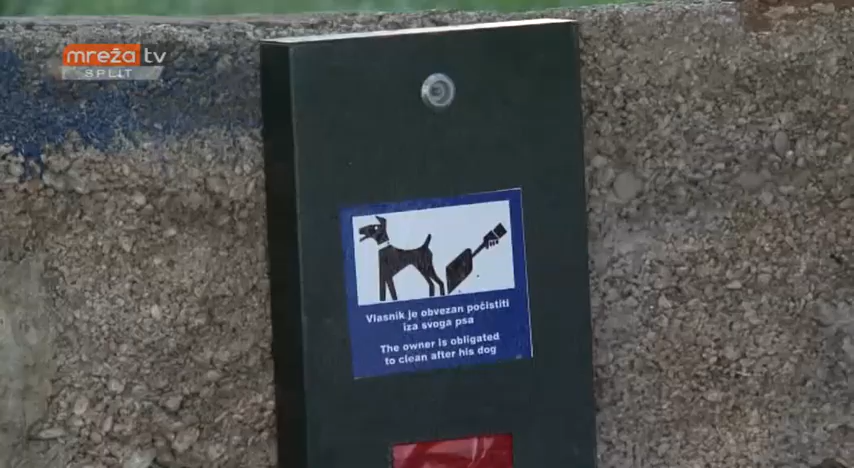 mreža tv
SPLIT
Vlasnik je obvezan počistiti
iza svoga psa
The owner is obligated
to clean after his dog